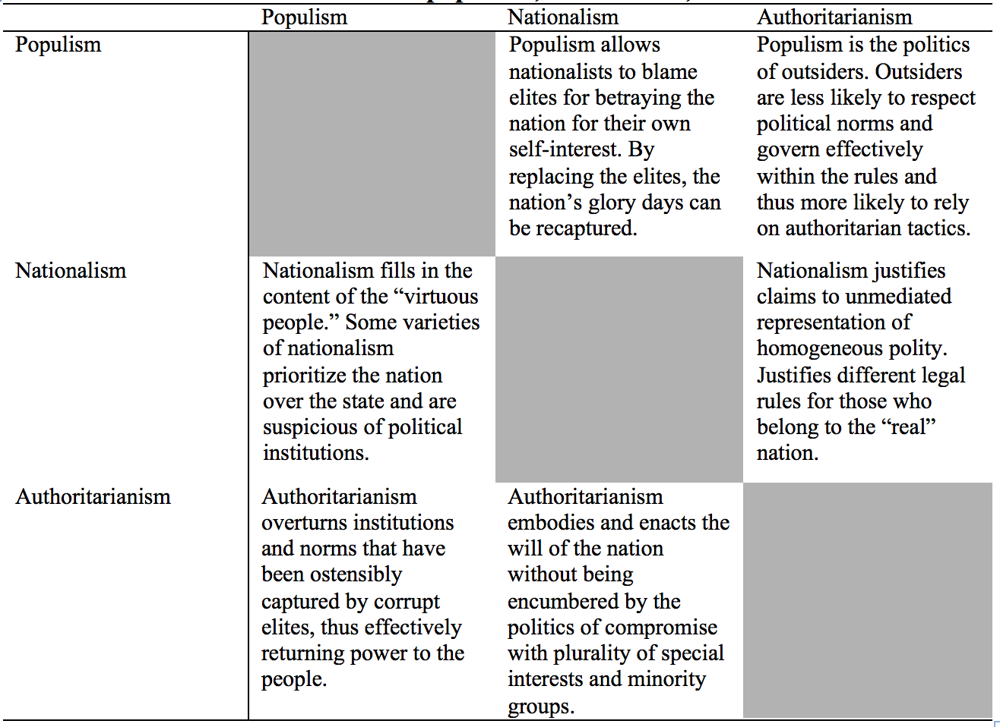 Populism
Nationalism
Authoritarianism
Populism
Populism allows
nationalists to blame
elites for betraying the
nation for their own
self-interest. By
replacing the elites, the
nation’s glory days can
be recaptured.
Populism is the politics
of outsiders. Outsiders
are less likely to respect
political norms and
govern effectively
within the rules and
thus more likely to rely
on authoritarian tactics.
Nationalism
Nationalism fills in the
content of the “virtuous
people.” Some varieties
of nationalism
prioritize the nation
over the state and are
suspicious of political
institutions.
Nationalism justifies
claims to unmediated
representation of
homogeneous polity.
Justifies different legal
rules for those who
belong to the “real”
nation.
Authoritarianism
Authoritarianism
overturns institutions
and norms that have
been ostensibly
captured by corrupt
elites, thus effectively
returning power to the
people.
Authoritarianism
embodies and enacts the
will of the nation
without being
encumbered by the
politics of compromise
with plurality of special
interests and minority
groups.